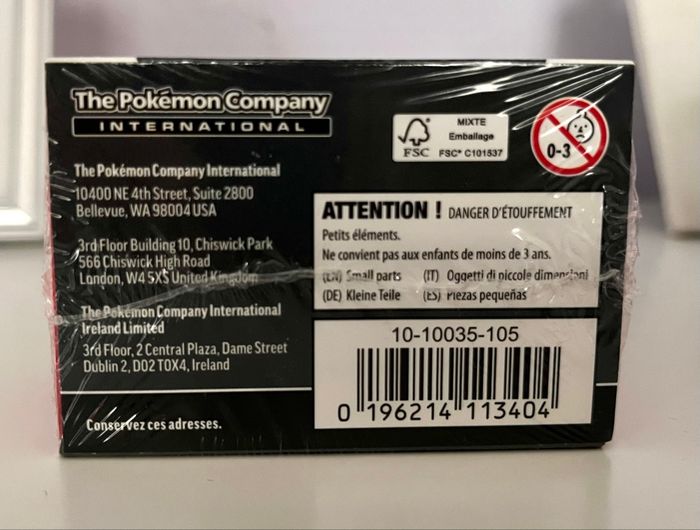 The Pokémon Company
INTERNATIONAL
The Pokémon Company International
10400 NE 4th Street, Suite 2800
Bellevue, WA 98004 USA
3rd Floor Building 10, Chiswick Park
566 Chiswick High Road
London, W4 5XS United Kingdom
The Pokémon Company International
Ireland Limited
3rd Floor, 2 Central Plaza, Dame Street
Dublin 2, D02 T0X4, Ireland
Conservez ces adresses.
FSC
MIXTE
Emballage
FSC® C101537
0-3
ATTENTION ! DANGER D'ÉTOUFFEMENT
Petits éléments.
Ne convient pas aux enfants de moins de 3 ans.
(EN) Small parts (IT) Oggetti di piccole dimensioni
(DE) Kleine Teile (ES) Piezas pequeñas
10-10035-105
0 196214 113404